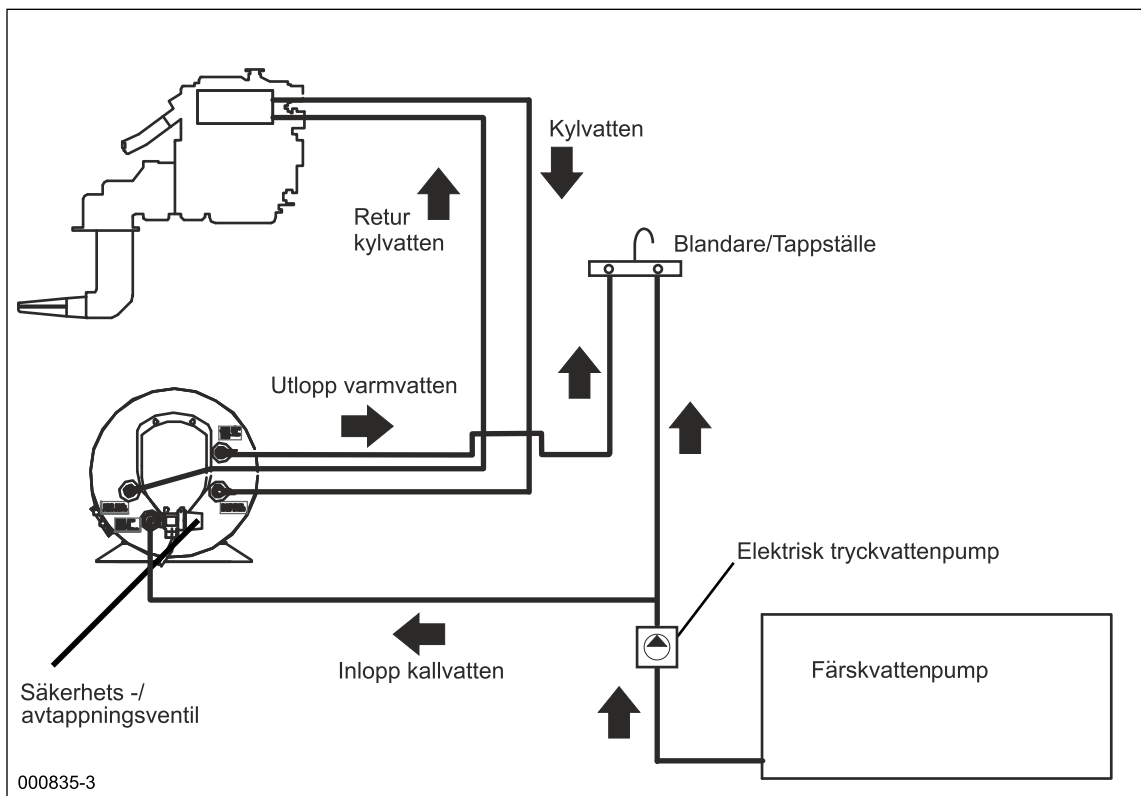 Kylvatten
Retur
kylvatten
Blandare/Tappställe
Utlopp varmvatten
Elektrisk tryckvattenpump
Inlopp kallvatten
Färskvattenpump
Säkerhets -/
avtappningsventil
000835-3